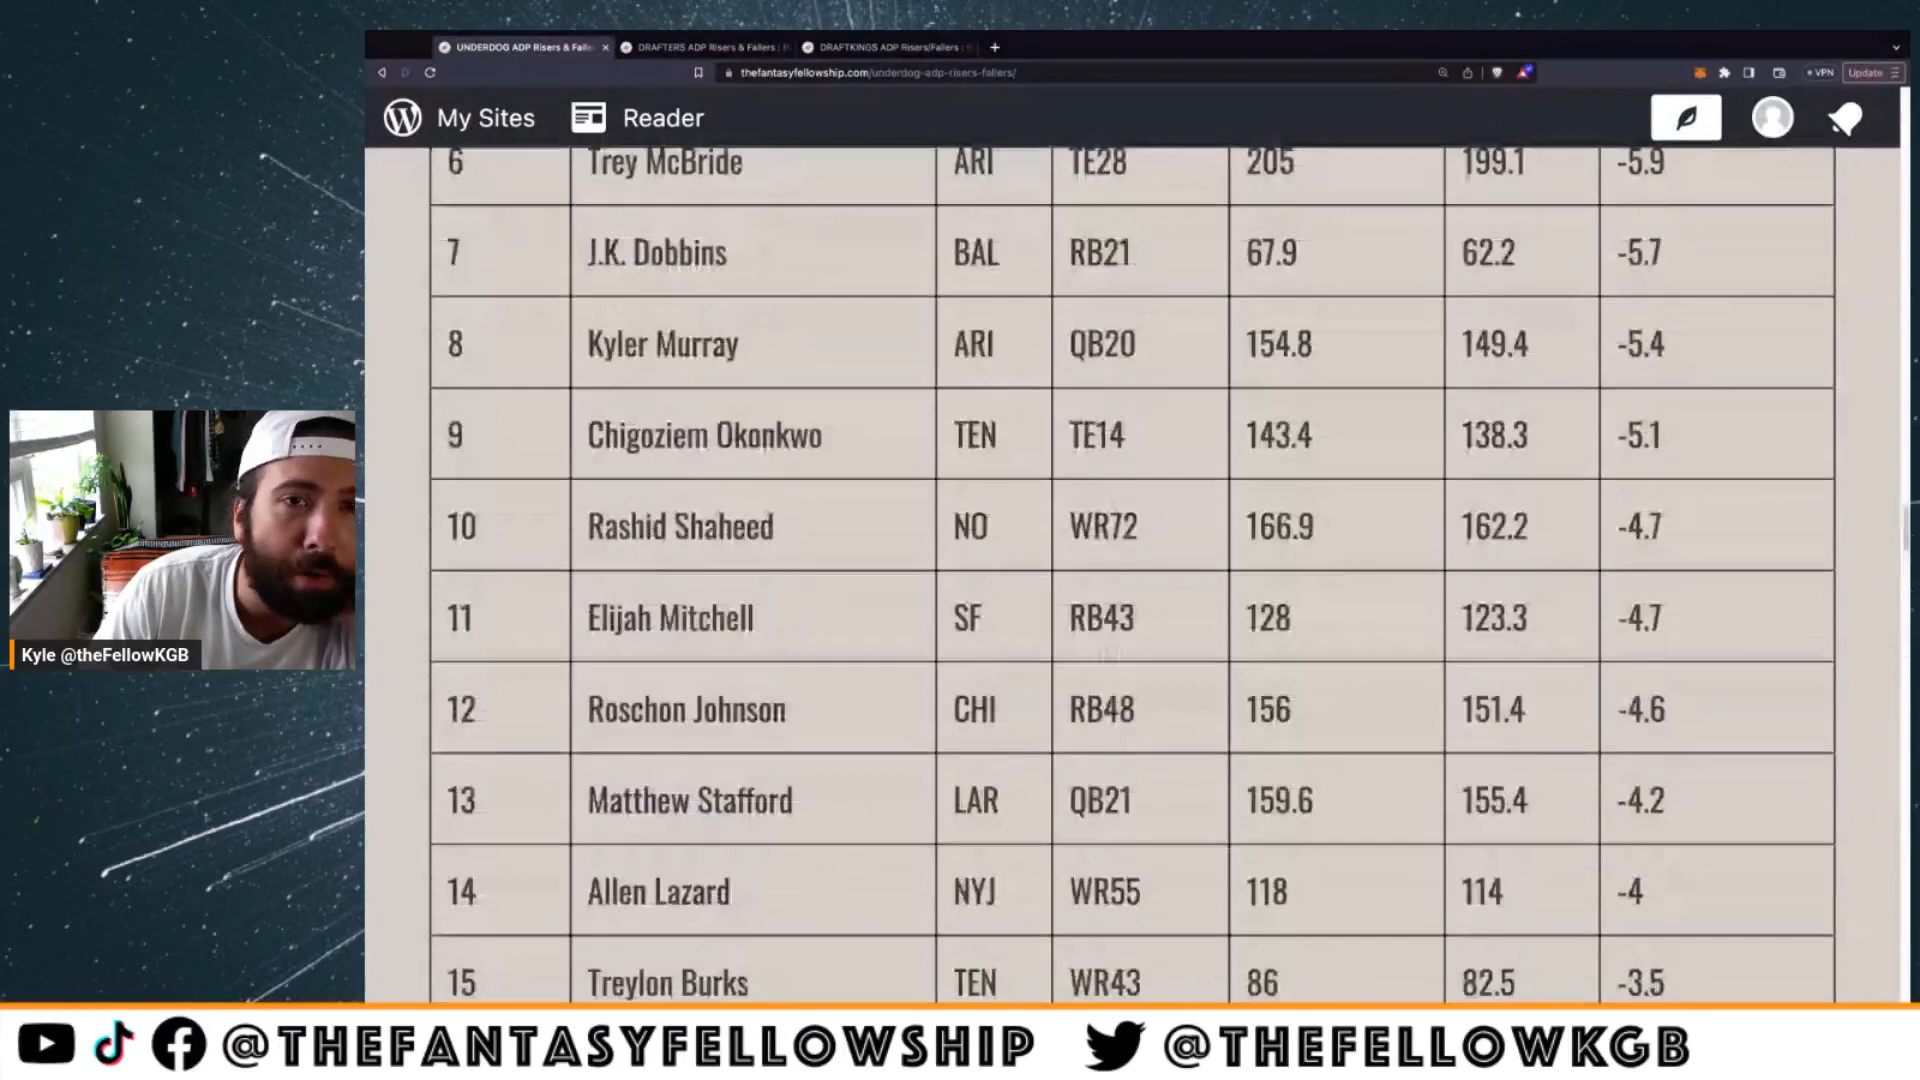 UNDERDOG ADP Risers & Falle
DRAFTERS ADP Risers & Fallers :
DRAFTKINGS ADP Risers/Fallers :
thefantasyfellowship.com/underdog-adp-risers-fallers/
VPN
Update
My Sites
Reader
6 Trey McBride ARI TE28 205 199.1 -5.9
7 J.K. Dobbins BAL RB21 67.9 62.2 -5.7
8 Kyler Murray ARI QB20 154.8 149.4 -5.4
9 Chigoziem Okonkwo TEN TE14 143.4 138.3 -5.1
10 Rashid Shaheed NO WR72 166.9 162.2 -4.7
11 Elijah Mitchell SF RB43 128 123.3 -4.7
12 Roschon Johnson CHI RB48 156 151.4 -4.6
13 Matthew Stafford LAR QB21 159.6 155.4 -4.2
14 Allen Lazard NYJ WR55 118 114 -4
15 Treylon Burks TEN WR43 86 82.5 -3.5
Kyle @theFellowKGB
@THEFANTASYFELLOWSHIP @THEFELLOWKGB